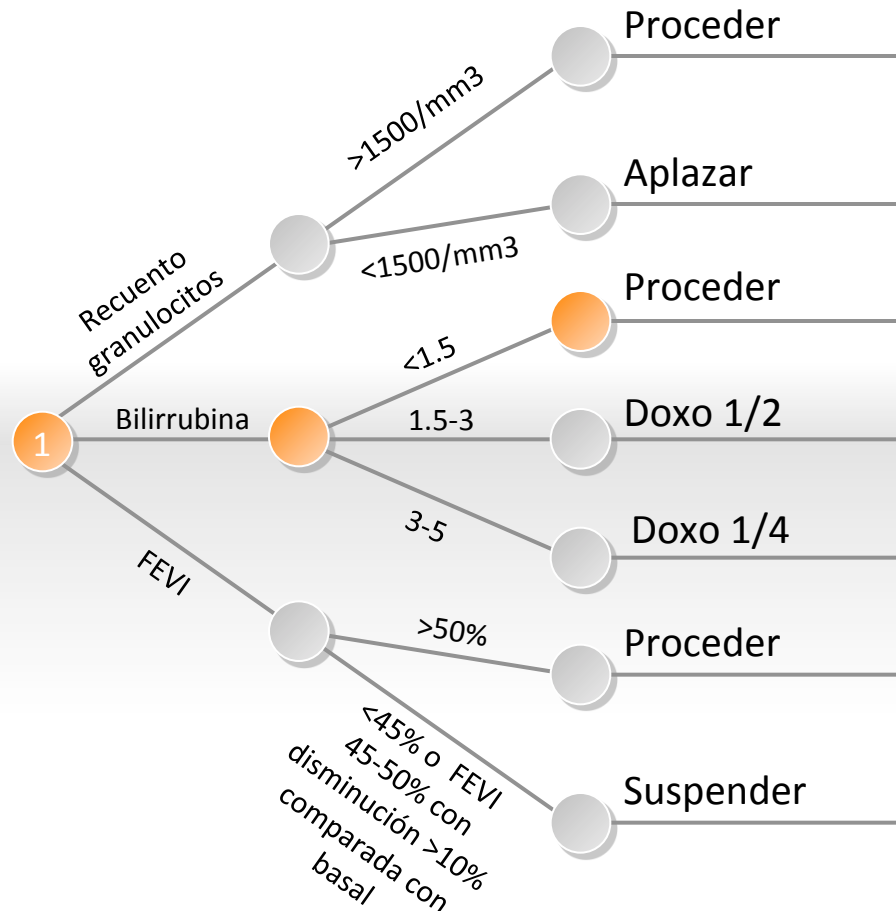 Proceder
>1500/mm3
Aplazar
<1500/mm3
Recuento
granulocitos
Proceder
<1.5
1
Bilirrubina
1.5-3
Doxo 1/2
3-5
Doxo 1/4
FEVI
>50%
Proceder
<45% o FEVI
45-50% con
disminución >10%
comparada con
basal
Suspender